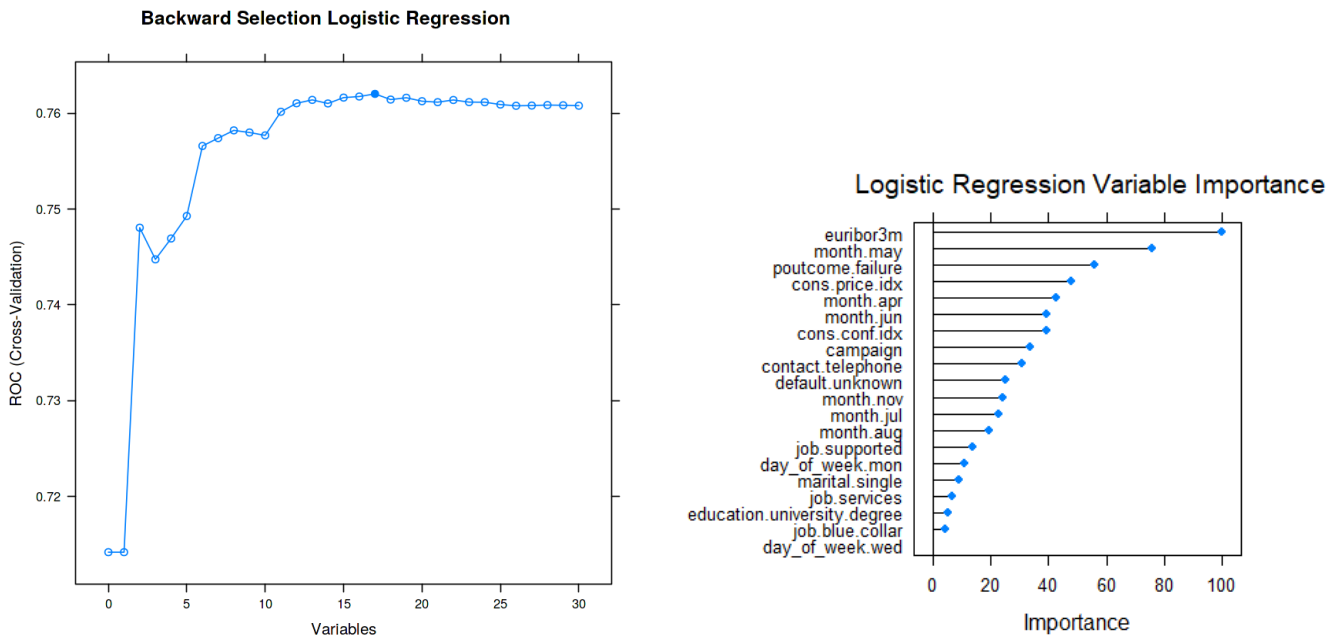 Backward Selection Logistic Regression
ROC (Cross-Validation)
0.76
0.75
0.74
0.73
0.72
0 5 10 15 20 25 30
Variables
Logistic Regression Variable Importance
euribor3m
month.may
poutcome.failure
cons.price.idx
month.apr
month.jun
cons.conf.idx
campaign
contact.telephone
default.unknown
month.nov
month.jul
month.aug
job.supported
day_of_week.mon
marital.single
job.services
education.university.degree
job.blue.collar
day_of_week.wed
0 20 40 60 80 100
Importance